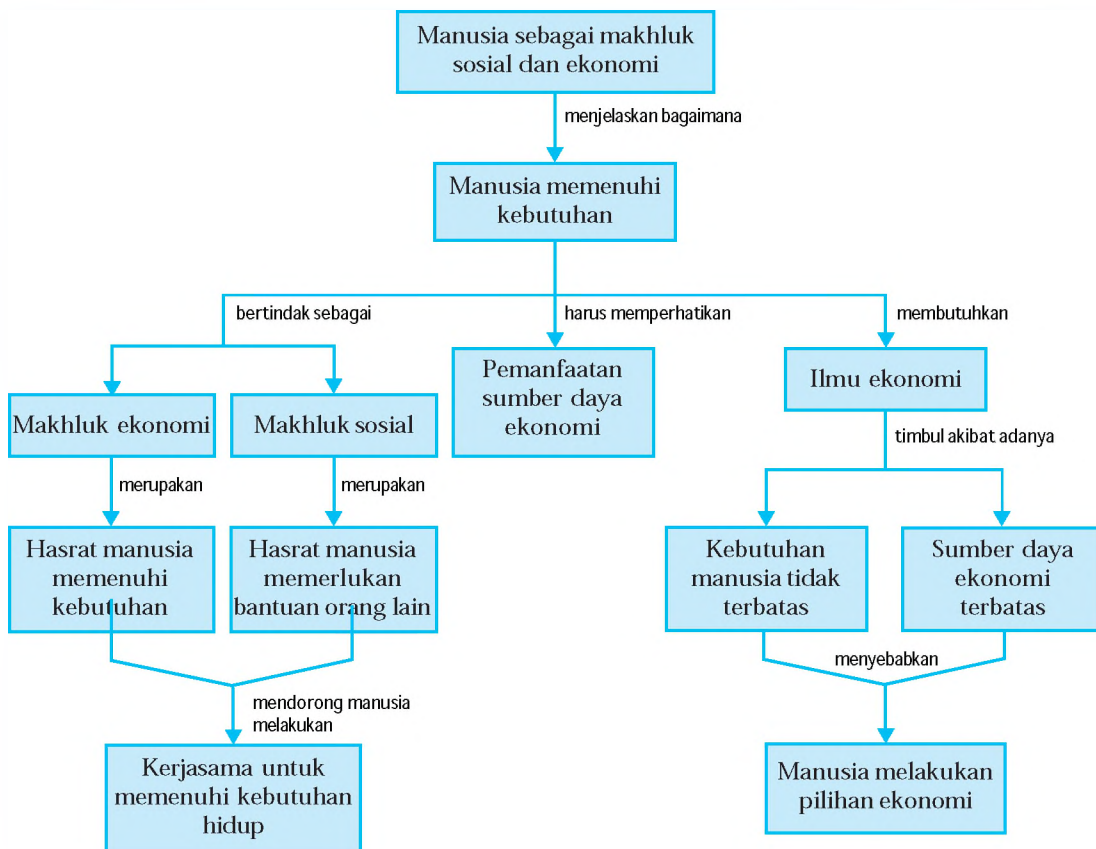 Manusia sebagai makhluk
sosial dan ekonomi
menjelaskan bagaimana
Manusia memenuhi
kebutuhan
bertindak sebagai
harus memperhatikan
membutuhkan
Makhluk ekonomi
Makhluk sosial
Pemanfaatan
sumber daya
ekonomi
Ilmu ekonomi
timbul akibat adanya
merupakan
merupakan
Hasrat manusia
memenuhi
kebutuhan
Hasrat manusia
memerlukan
bantuan orang lain
Kebutuhan
manusia tidak
terbatas
Sumber daya
ekonomi
terbatas
menyebabkan
mendorong manusia
melakukan
Kerjasama untuk
memenuhi kebutuhan
hidup
Manusia melakukan
pilihan ekonomi